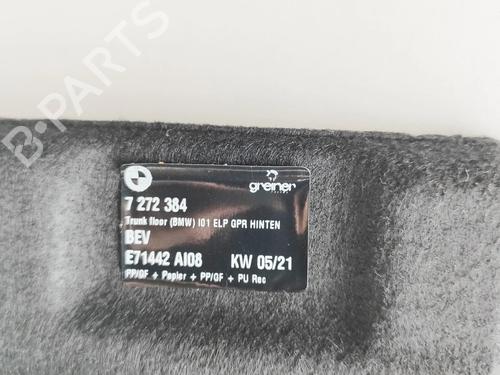 B-PARTS
greiner
7 272 384
Trunk floor (BMW) I01 ELP GPR HINTEN
BEV
E71442 AI08 KW 05/21
PP/GF + Papier + PP/GF + PU Rec